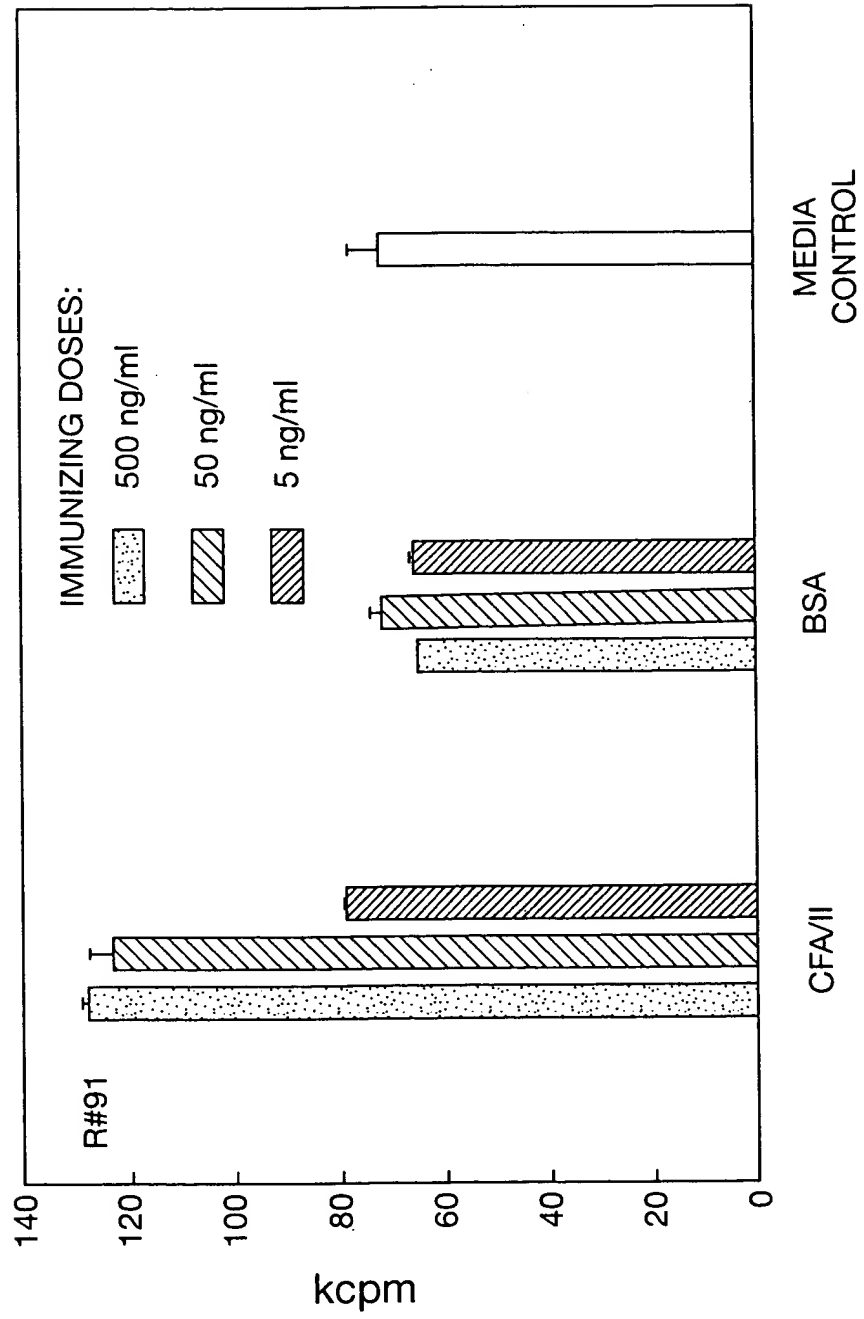 R#91
IMMUNIZING DOSES:
500 ng/ml
50 ng/ml
5 ng/ml
kcpm
140
120
100
80
60
40
20
0
CFA/II
BSA
MEDIA
CONTROL